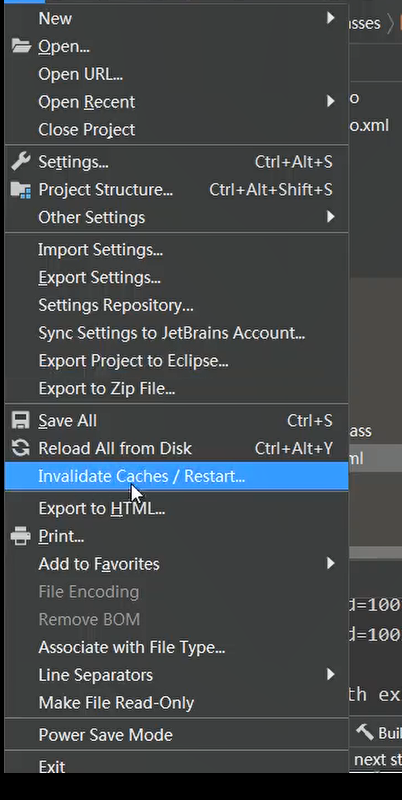 New
asses
Open...
Open URL...
Open Recent
o
Close Project
o.xml
Settings... Ctrl+Alt+S
Project Structure... Ctrl+Alt+Shift+S
Other Settings
Import Settings...
Export Settings...
Settings Repository...
Sync Settings to JetBrains Account...
Export Project to Eclipse...
Export to Zip File...
Save All Ctrl+S
ass
Reload All from Disk Ctrl+Alt+Y
ml
Invalidate Caches / Restart...
Export to HTML...
Print...
Add to Favorites
File Encoding
d=100
Remove BOM
d=100
Associate with File Type...
Line Separators
th ex
Make File Read-Only
Power Save Mode
Buil
next st
Exit